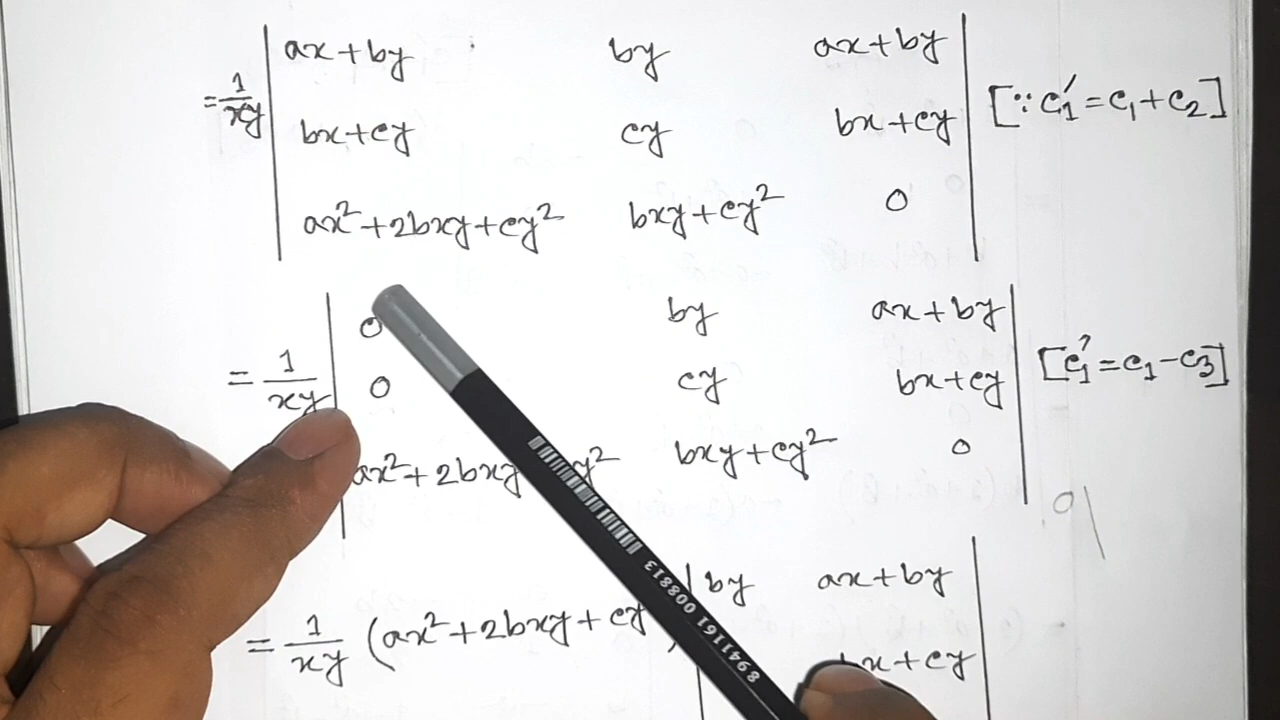 ax+by by ax+by
= 1/xy | bx+cy cy bx+cy | [∵ c₁′ = c₁ + c₂]
ax²+2bxy+cy² bxy+cy² 0
0 by ax+by
= 1/xy | 0 cy bx+cy | [c₁′ = c₁ − c₃]
ax²+2bxy y² bxy+cy² 0
by ax+by
= 1/xy (ax²+2bxy+cy
bx+cy
8941161 008813